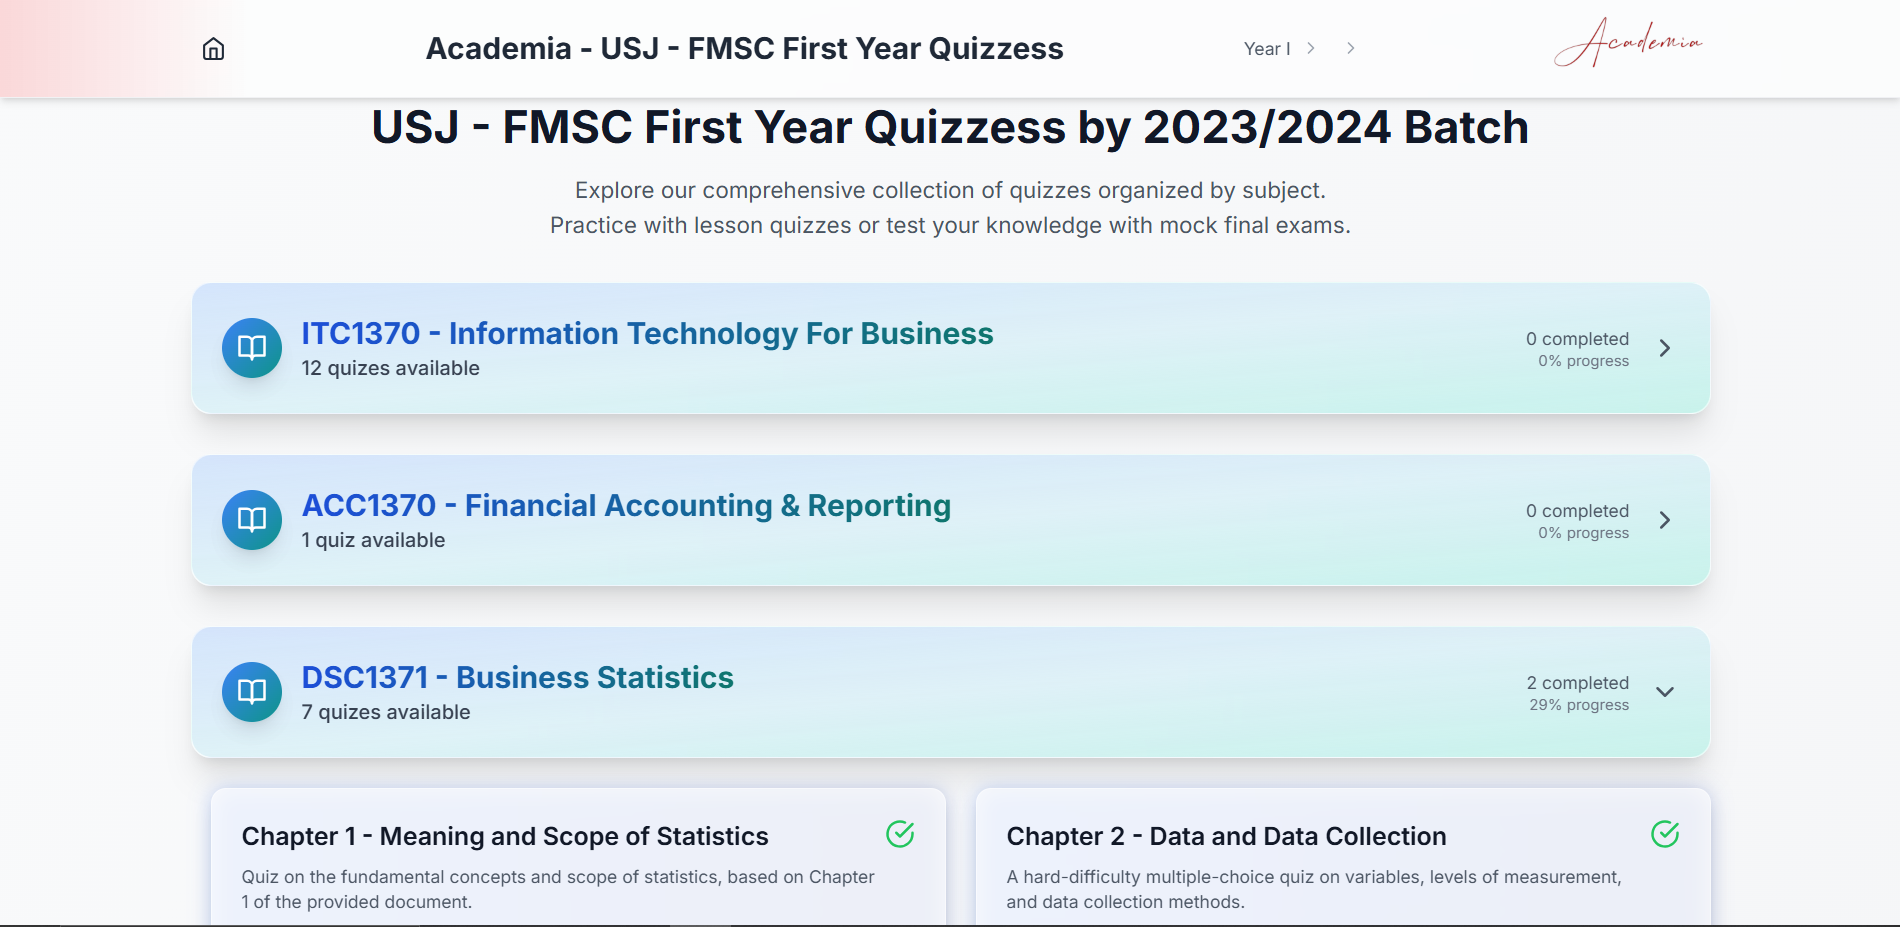 Academia - USJ - FMSC First Year Quizzess
Year I
Academia
USJ - FMSC First Year Quizzess by 2023/2024 Batch
Explore our comprehensive collection of quizzes organized by subject.
Practice with lesson quizzes or test your knowledge with mock final exams.
ITC1370 - Information Technology For Business
12 quizes available
0 completed
0% progress
ACC1370 - Financial Accounting & Reporting
1 quiz available
0 completed
0% progress
DSC1371 - Business Statistics
7 quizes available
2 completed
29% progress
Chapter 1 - Meaning and Scope of Statistics
Quiz on the fundamental concepts and scope of statistics, based on Chapter
1 of the provided document.
Chapter 2 - Data and Data Collection
A hard-difficulty multiple-choice quiz on variables, levels of measurement,
and data collection methods.